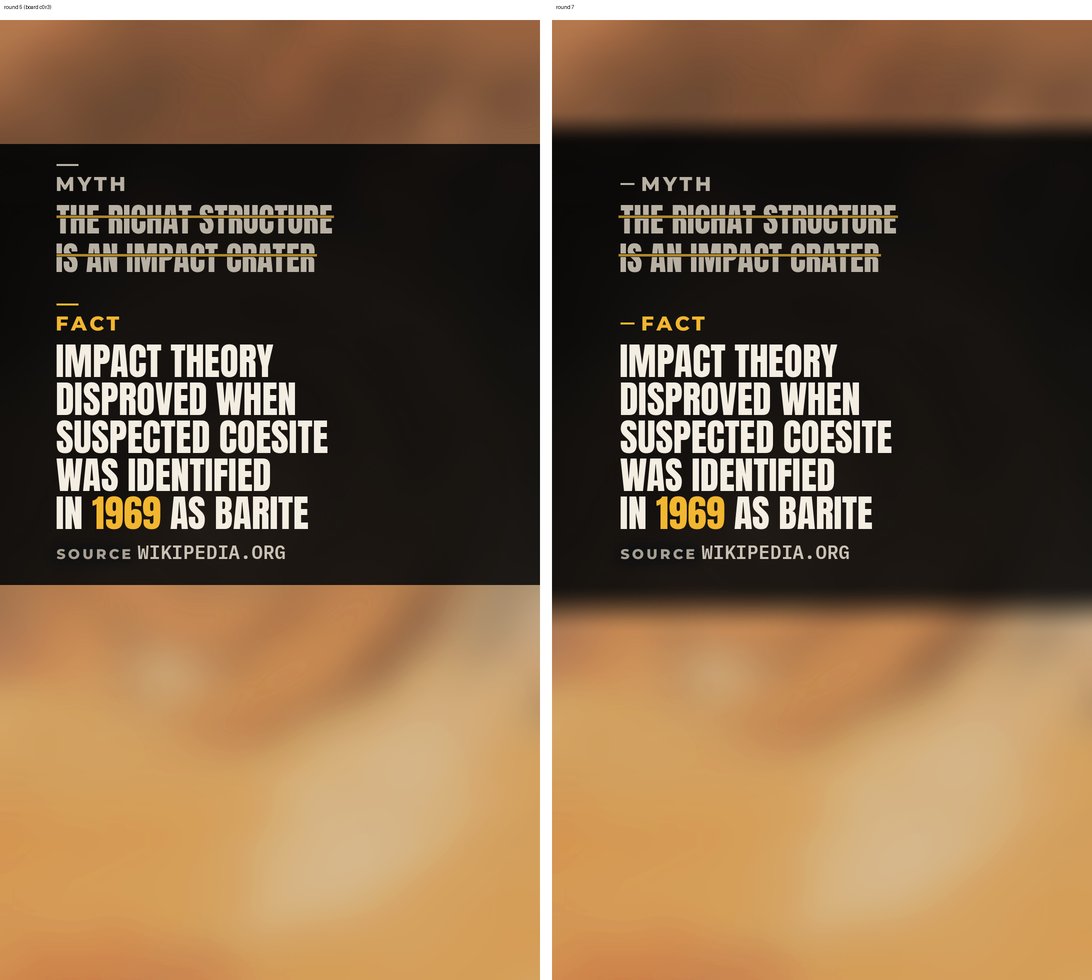 round 5 (board c0r3)
— MYTH
THE RICHAT STRUCTURE
IS AN IMPACT CRATER
— FACT
IMPACT THEORY
DISPROVED WHEN
SUSPECTED COESITE
WAS IDENTIFIED
IN 1969 AS BARITE
SOURCE WIKIPEDIA.ORG
round 7
— MYTH
THE RICHAT STRUCTURE
IS AN IMPACT CRATER
— FACT
IMPACT THEORY
DISPROVED WHEN
SUSPECTED COESITE
WAS IDENTIFIED
IN 1969 AS BARITE
SOURCE WIKIPEDIA.ORG